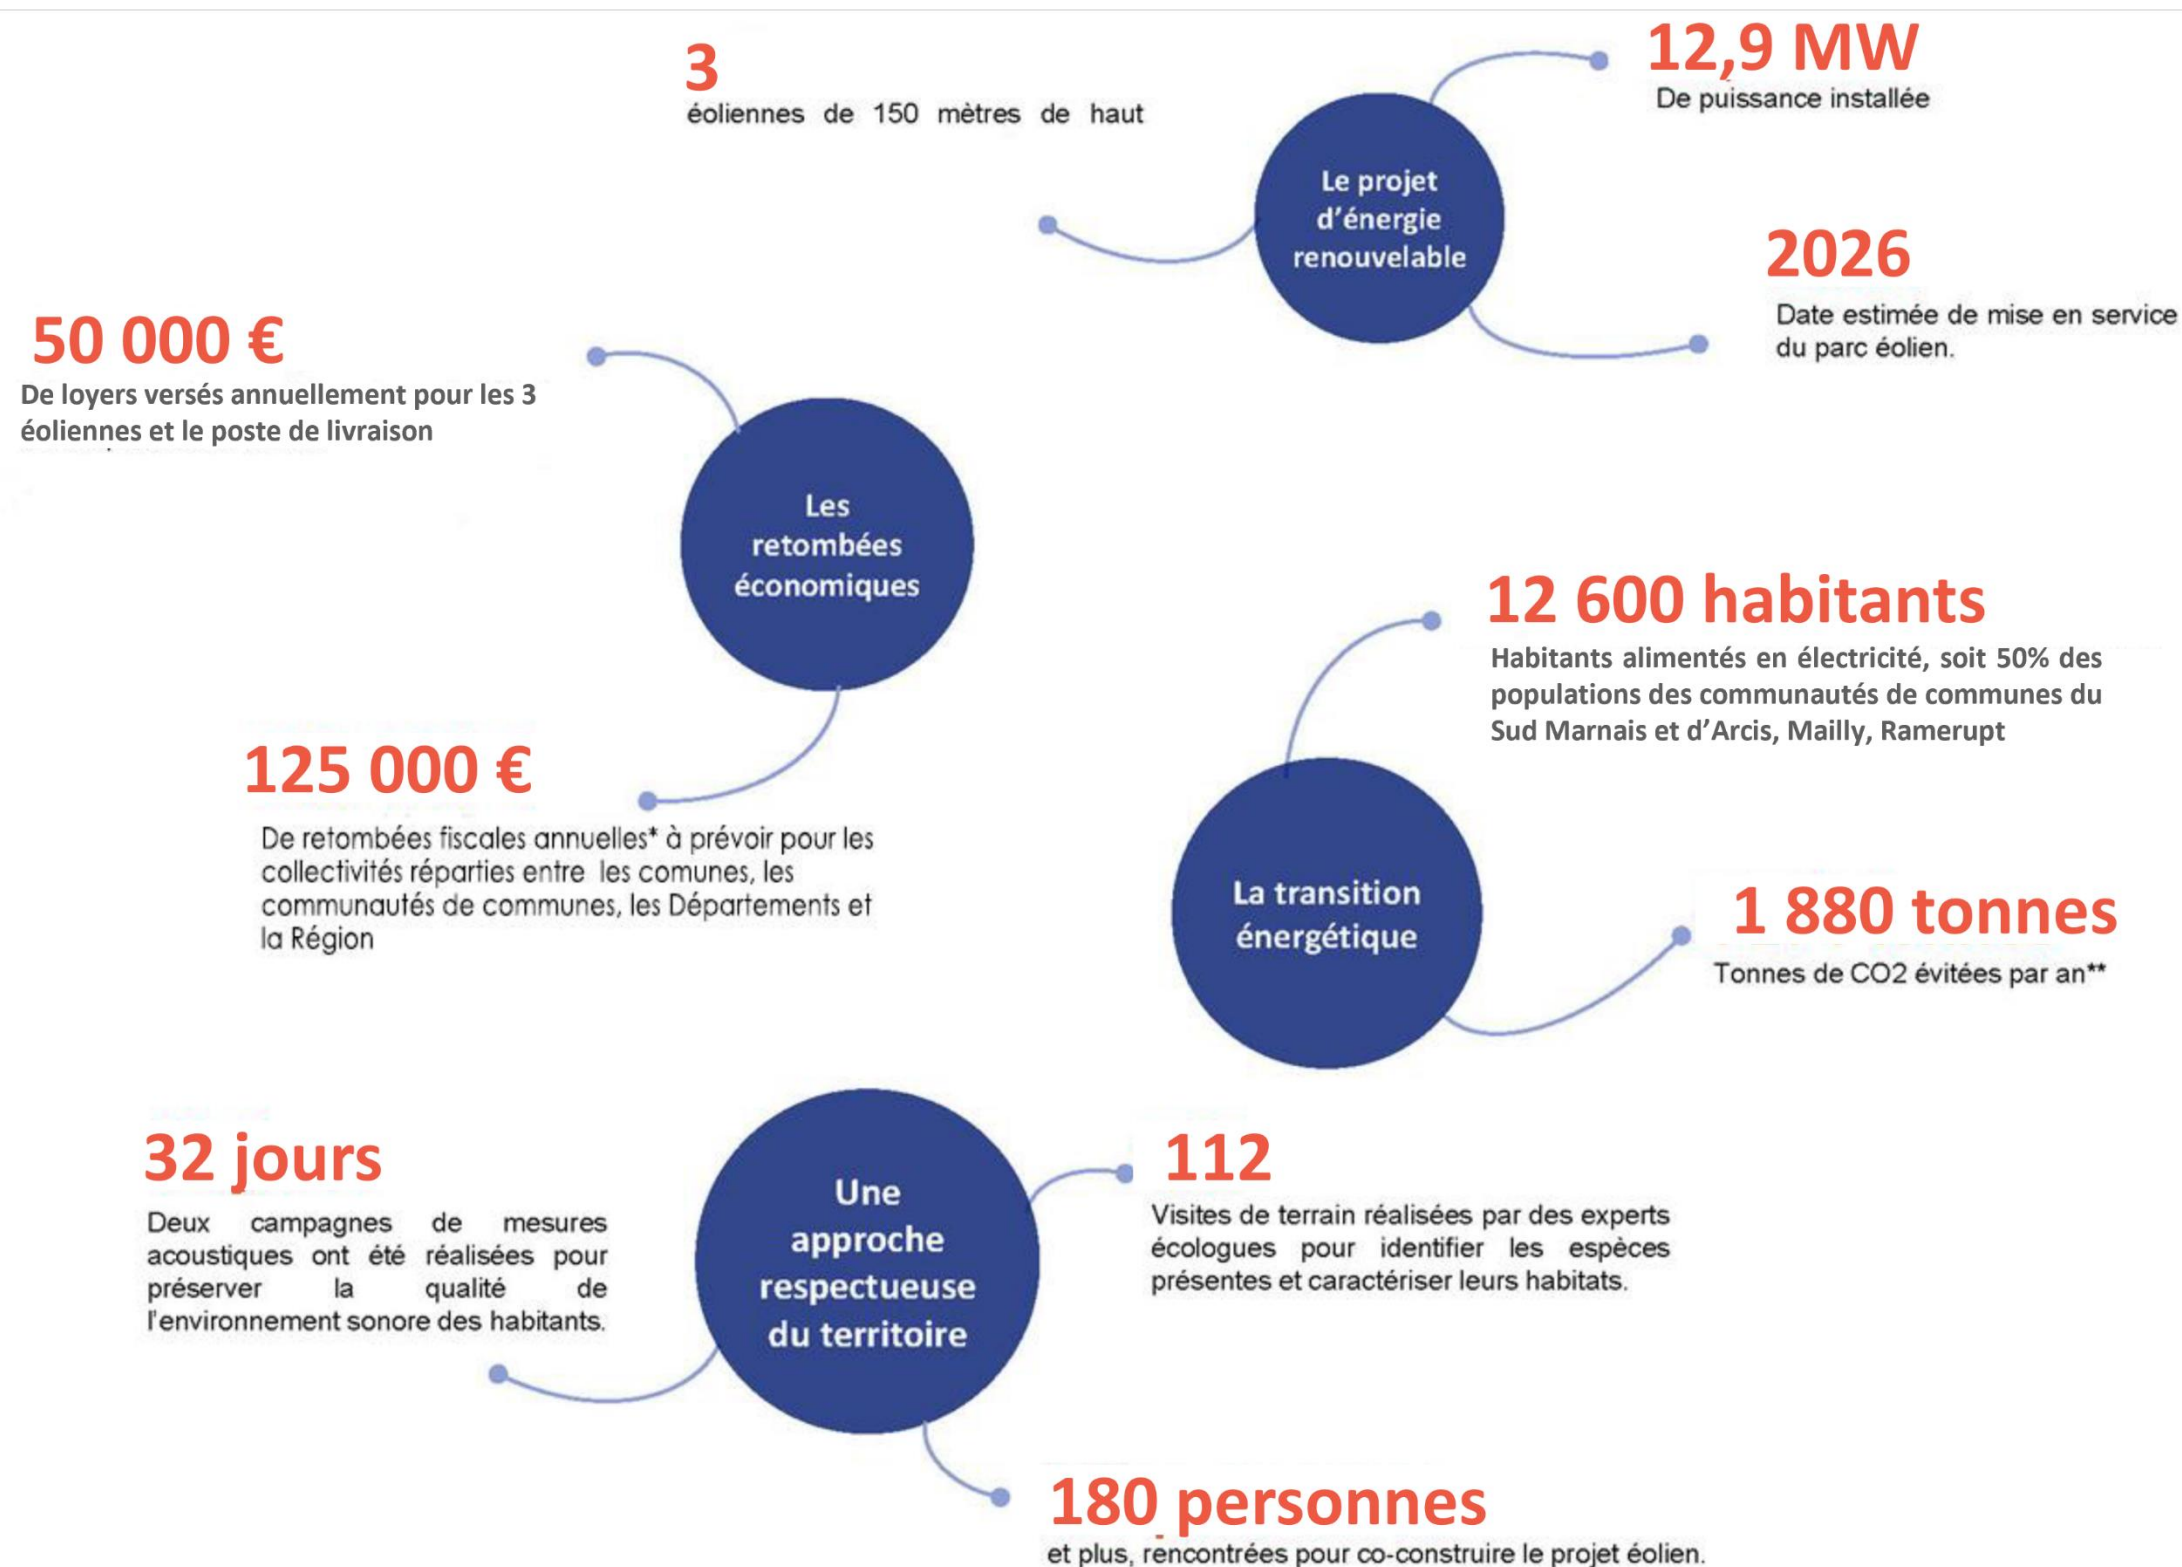 3
éoliennes de 150 mètres de haut
12,9 MW
De puissance installée
Le projet
d'énergie
renouvelable
2026
Date estimée de mise en service
du parc éolien.
50 000 €
De loyers versés annuellement pour les 3
éoliennes et le poste de livraison
Les
retombées
économiques
125 000 €
De retombées fiscales annuelles* à prévoir pour les
collectivités réparties entre les comunes, les
communautés de communes, les Départements et
la Région
12 600 habitants
Habitants alimentés en électricité, soit 50% des
populations des communautés de communes du
Sud Marnais et d'Arcis, Mailly, Ramerupt
La transition
énergétique
1 880 tonnes
Tonnes de CO2 évitées par an**
32 jours
Deux campagnes de mesures
acoustiques ont été réalisées pour
préserver la qualité de
l'environnement sonore des habitants.
Une
approche
respectueuse
du territoire
112
Visites de terrain réalisées par des experts
écologues pour identifier les espèces
présentes et caractériser leurs habitats.
180 personnes
et plus, rencontrées pour co-construire le projet éolien.